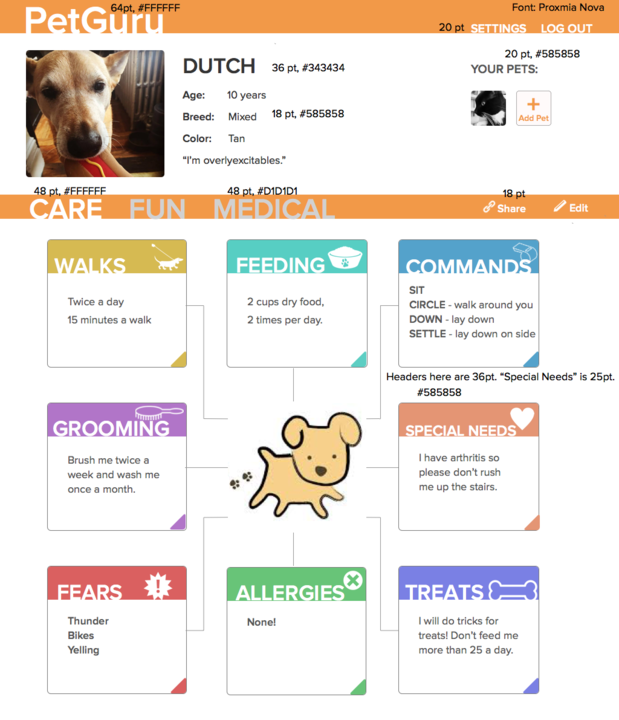 64pt, #FFFFFF
Font: Proxmia Nova
PetGuru
20 pt
SETTINGS
LOG OUT
20 pt, #585858
DUTCH
36 pt, #343434
YOUR PETS:
Age: 10 years
Breed: Mixed
18 pt, #585858
Color: Tan
Add Pet
"I'm overlyexcitables."
48 pt, #FFFFFF
48 pt, #D1D1D1
18 pt
CARE
FUN
MEDICAL
Share
Edit
WALKS
Twice a day
15 minutes a walk
FEEDING
2 cups dry food,
2 times per day.
COMMANDS
SIT
CIRCLE - walk around you
DOWN - lay down
SETTLE - lay down on side
Headers here are 36pt. "Special Needs" is 25pt.
#585858
GROOMING
Brush me twice a
week and wash me
once a month.
SPECIAL NEEDS
I have arthritis so
please don't rush
me up the stairs.
FEARS
Thunder
Bikes
Yelling
ALLERGIES
None!
TREATS
I will do tricks for
treats! Don't feed me
more than 25 a day.